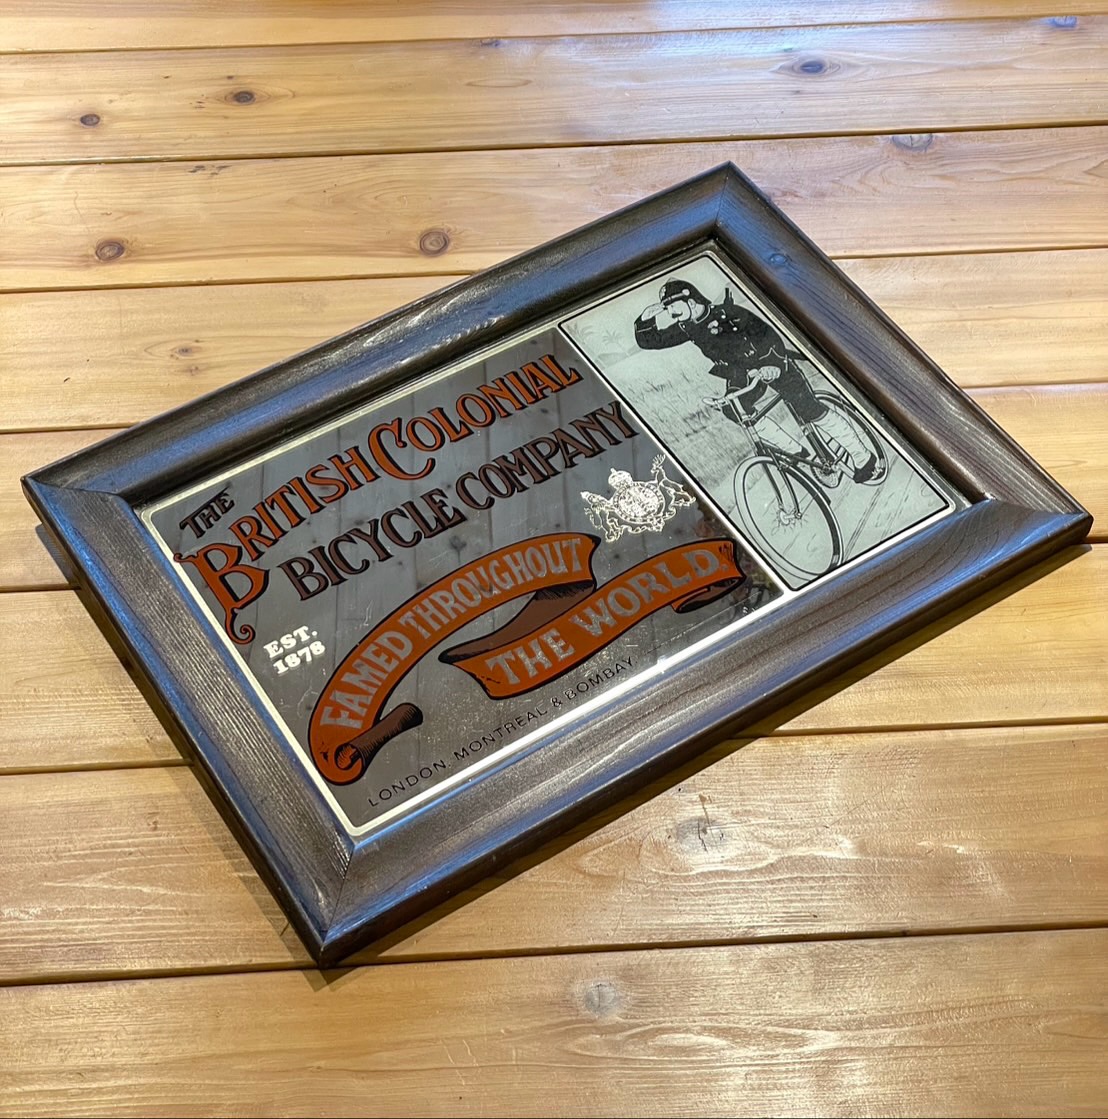 THE
BRITISH COLONIAL
BICYCLE COMPANY
EST.
1878
FAMED THROUGHOUT
THE WORLD.
LONDON. MONTREAL & BOMBAY